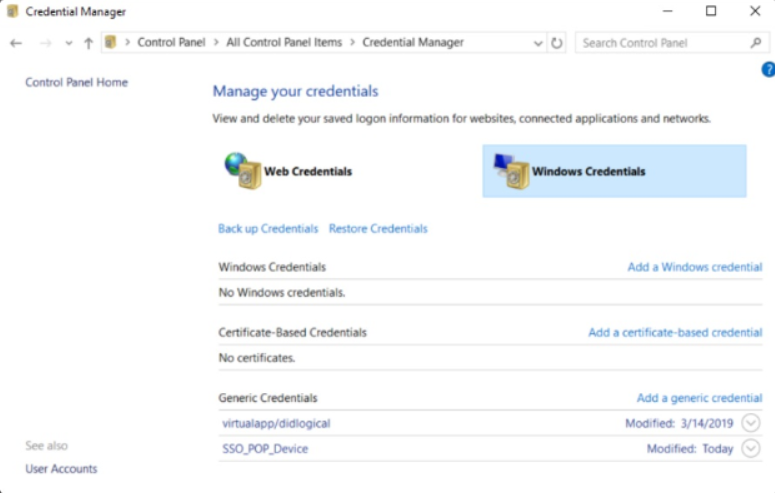 Credential Manager
Control Panel > All Control Panel Items > Credential Manager
Search Control Panel
?
Control Panel Home
Manage your credentials
View and delete your saved logon information for websites, connected applications and networks.
Web Credentials
Windows Credentials
Back up Credentials Restore Credentials
Windows Credentials Add a Windows credential
No Windows credentials.
Certificate-Based Credentials Add a certificate-based credential
No certificates.
Generic Credentials Add a generic credential
virtualapp/didlogical Modified: 3/14/2019
SSO_POP_Device Modified: Today
See also
User Accounts